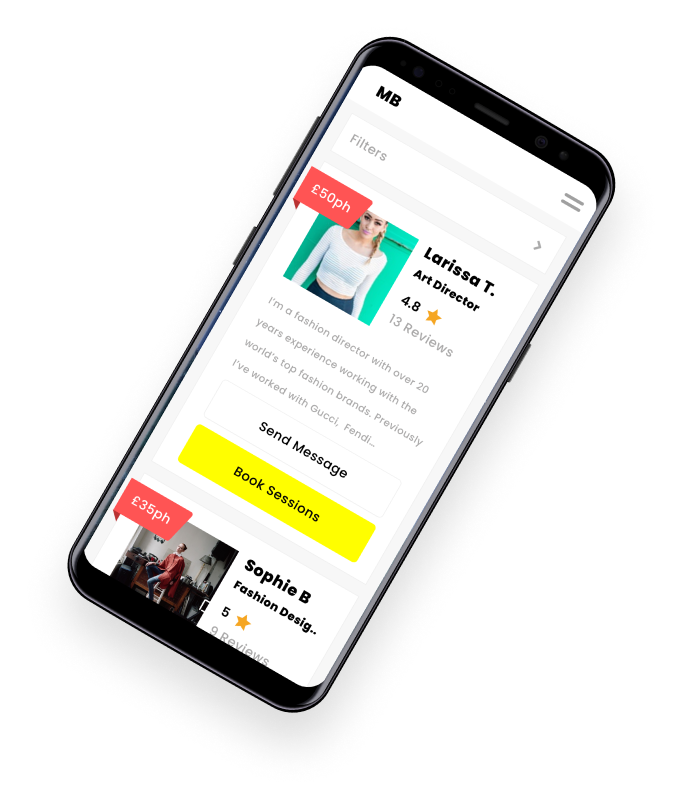 MB
Filters
£50ph
Larissa T.
Art Director
4.8
13 Reviews
I'm a fashion director with over 20
years experience working with the
world's top fashion brands. Previously
I've worked with Gucci, Fendi...
Send Message
Book Sessions
£35ph
Sophie B
Fashion Desig..
5
9 Reviews